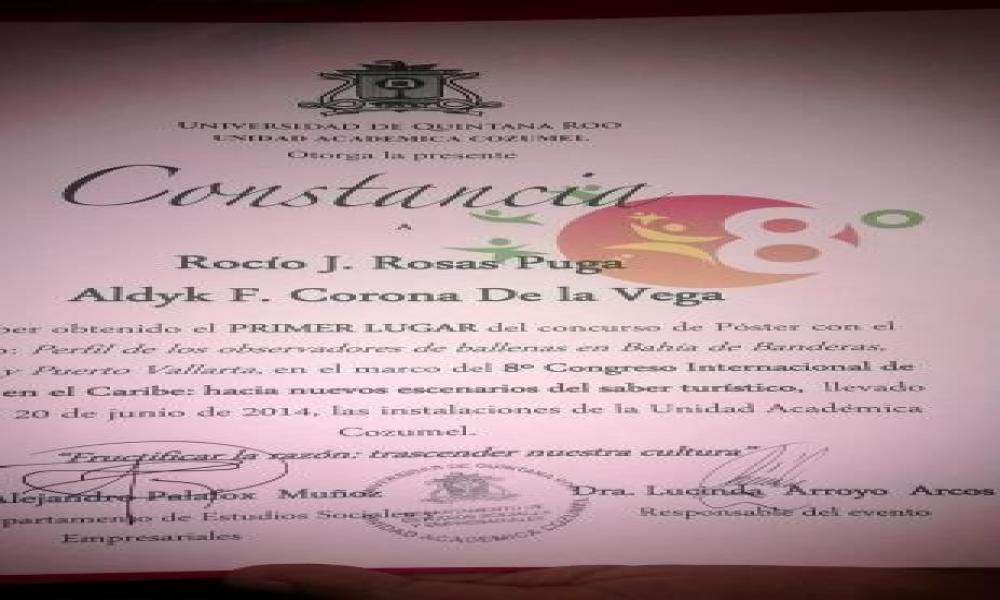 UNIVERSIDAD DE QUINTANA ROO
UNIDAD ACADEMICA COZUMEL
Otorga la presente
Constancia
A
8°
Rocío J. Rosas Puga
Aldyk F. Corona De la Vega
ber obtenido el PRIMER LUGAR del concurso de Póster con el
o: Perfil de los observadores de ballenas en Bahía de Banderas,
y Puerto Vallarta, en el marco del 8° Congreso Internacional de
en el Caribe: hacia nuevos escenarios del saber turístico, llevado
20 de junio de 2014, las instalaciones de la Unidad Académica
Cozumel.
"Fructificar la razón: trascender nuestra cultura"
Alejandro Palafox Muñoz
Dra. Lucinda Arroyo Arcos
partamento de Estudios Sociales
Responsable del evento
Empresariales